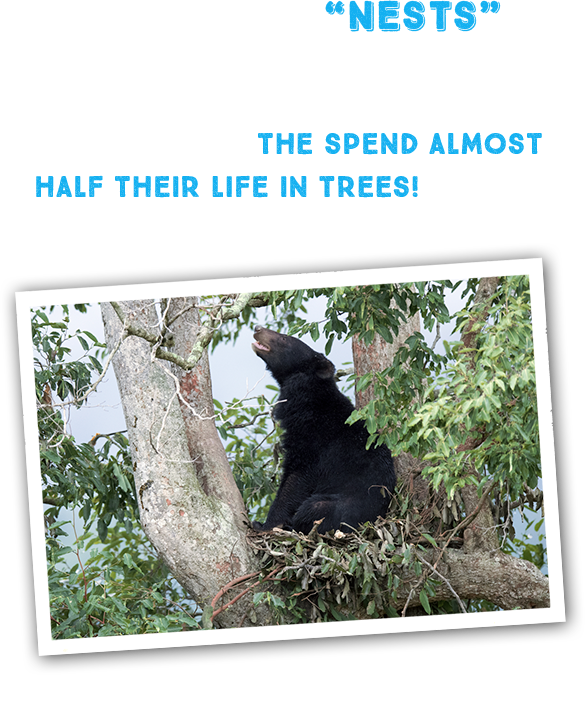 “NESTS”
THE SPEND ALMOST
HALF THEIR LIFE IN TREES!